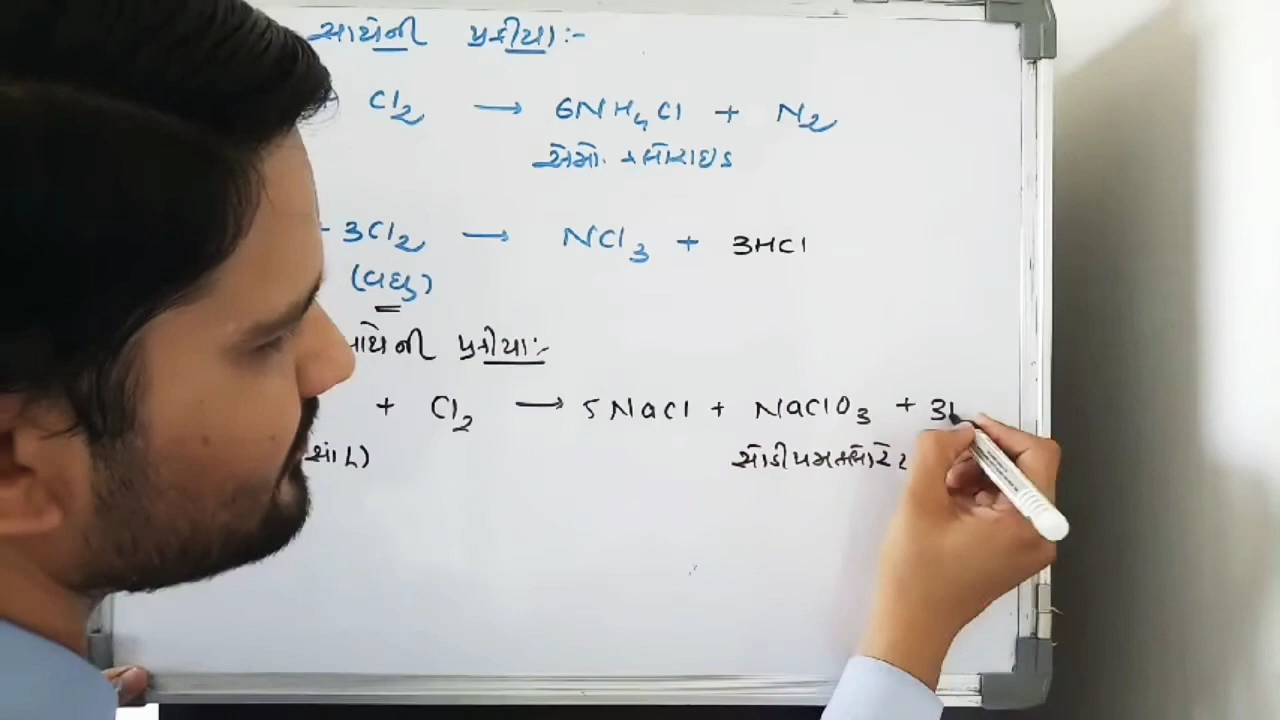 સાથેની પ્રક્રીયા:-
Cl₂ → 6NH₄Cl + N₂
એમો. ક્લોરાઇડ
3Cl₂ → NCl₃ + 3HCl
(વધુ)
સાથેની પ્રક્રીયા:-
+ Cl₂ → 5NaCl + NaClO₃ + 3
સોડીયમક્લોરેટ